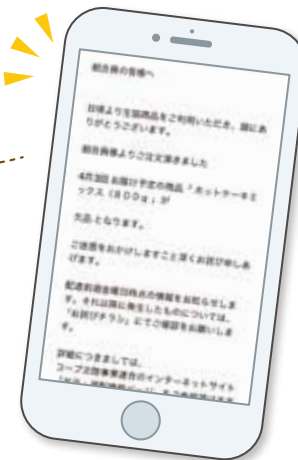 組合員の皆様へ
日頃より生協商品をご利用いただき、誠にあ
りがとうございます。
組合員様よりご注文頂きました
4月3回お届け予定の商品「ホットケーキミ
ックス(800g」が
欠品となります。
ご迷惑をおかけしますこと深くお詫び申しあ
げます。
配達前週金曜日時点の情報をお知らせしま
す。それ以降に発生したものについては、
「お詫びチラシ」にてご確認をお願いしま
す。
詳細につきましては、
コープ北陸事業連合のインターネットサイト